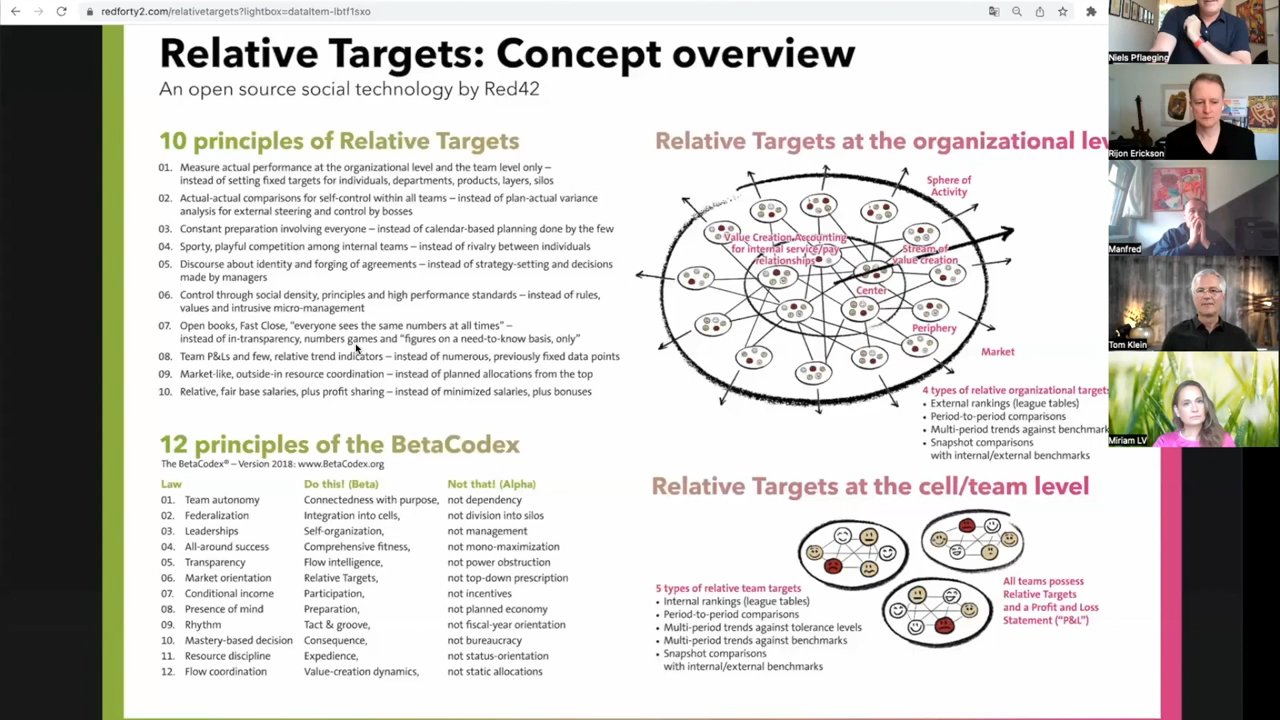 redforty2.com/relativetargets?lightbox=dataItem-lbtf1sxo
Relative Targets: Concept overview
An open source social technology by Red42
10 principles of Relative Targets
01. Measure actual performance at the organizational level and the team level only –
instead of setting fixed targets for individuals, departments, products, layers, silos
02. Actual-actual comparisons for self-control within all teams – instead of plan-actual variance
analysis for external steering and control by bosses
03. Constant preparation involving everyone – instead of calendar-based planning done by the few
04. Sporty, playful competition among internal teams – instead of rivalry between individuals
05. Discourse about identity and forging of agreements – instead of strategy-setting and decisions
made by managers
06. Control through social density, principles and high performance standards – instead of rules,
values and intrusive micro-management
07. Open books, Fast Close, “everyone sees the same numbers at all times” –
instead of in-transparency, numbers games and “figures on a need-to-know basis, only”
08. Team P&Ls and few, relative trend indicators – instead of numerous, previously fixed data points
09. Market-like, outside-in resource coordination – instead of planned allocations from the top
10. Relative, fair base salaries, plus profit sharing – instead of minimized salaries, plus bonuses
12 principles of the BetaCodex
The BetaCodex® – Version 2018: www.BetaCodex.org
Law Do this! (Beta) Not that! (Alpha)
01. Team autonomy Connectedness with purpose, not dependency
02. Federalization Integration into cells, not division into silos
03. Leaderships Self-organization, not management
04. All-around success Comprehensive fitness, not mono-maximization
05. Transparency Flow intelligence, not power obstruction
06. Market orientation Relative Targets, not top-down prescription
07. Conditional income Participation, not incentives
08. Presence of mind Preparation, not planned economy
09. Rhythm Tact & groove, not fiscal-year orientation
10. Mastery-based decision Consequence, not bureaucracy
11. Resource discipline Expedience, not status-orientation
12. Flow coordination Value-creation dynamics, not static allocations
Relative Targets at the organizational lev
Sphere of
Activity
Value Creation Accounting
for internal service/pay
relationships
Stream of
value creation
Center
Periphery
Market
4 types of relative organizational targets
• External rankings (league tables)
• Period-to-period comparisons
• Multi-period trends against benchmark
• Snapshot comparisons
with internal/external benchmarks
Relative Targets at the cell/team level
5 types of relative team targets
• Internal rankings (league tables)
• Period-to-period comparisons
• Multi-period trends against tolerance levels
• Multi-period trends against benchmarks
• Snapshot comparisons
with internal/external benchmarks
All teams possess
Relative Targets
and a Profit and Loss
Statement (“P&L”)
Niels Pflaeging
Rijon Erickson
Manfred
Tom Klein
Miriam LV